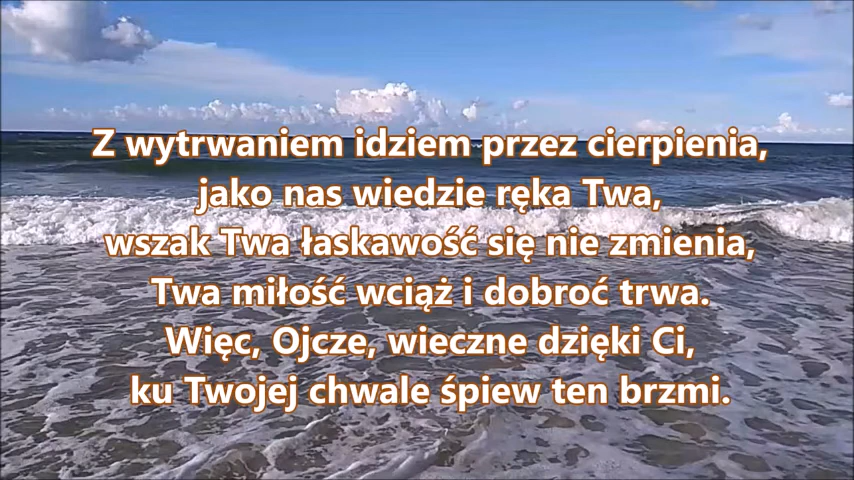 Z wytrwaniem idziem przez cierpienia,
jako nas wiedzie ręka Twa,
wszak Twa łaskawość się nie zmienia,
Twa miłość wciąż i dobroć trwa.
Więc, Ojcze, wieczne dzięki Ci,
ku Twojej chwale śpiew ten brzmi.